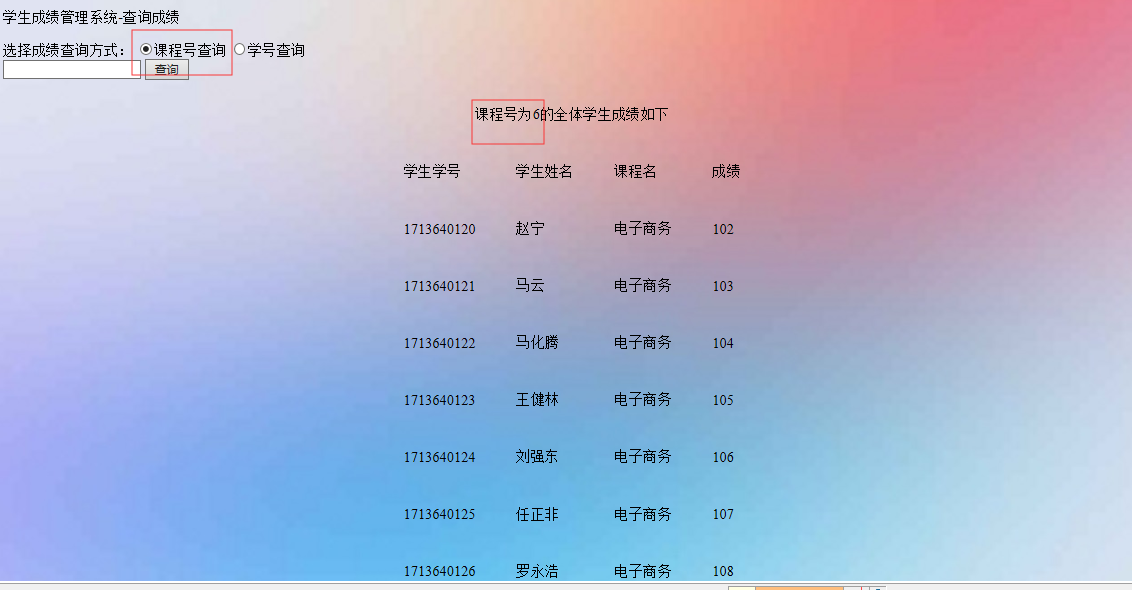 学生成绩管理系统-查询成绩
选择成绩查询方式： 课程号查询 学号查询
查询
课程号为6的全体学生成绩如下
学生学号 学生姓名 课程名 成绩
1713640120 赵宁 电子商务 102
1713640121 马云 电子商务 103
1713640122 马化腾 电子商务 104
1713640123 王健林 电子商务 105
1713640124 刘强东 电子商务 106
1713640125 任正非 电子商务 107
1713640126 罗永浩 电子商务 108